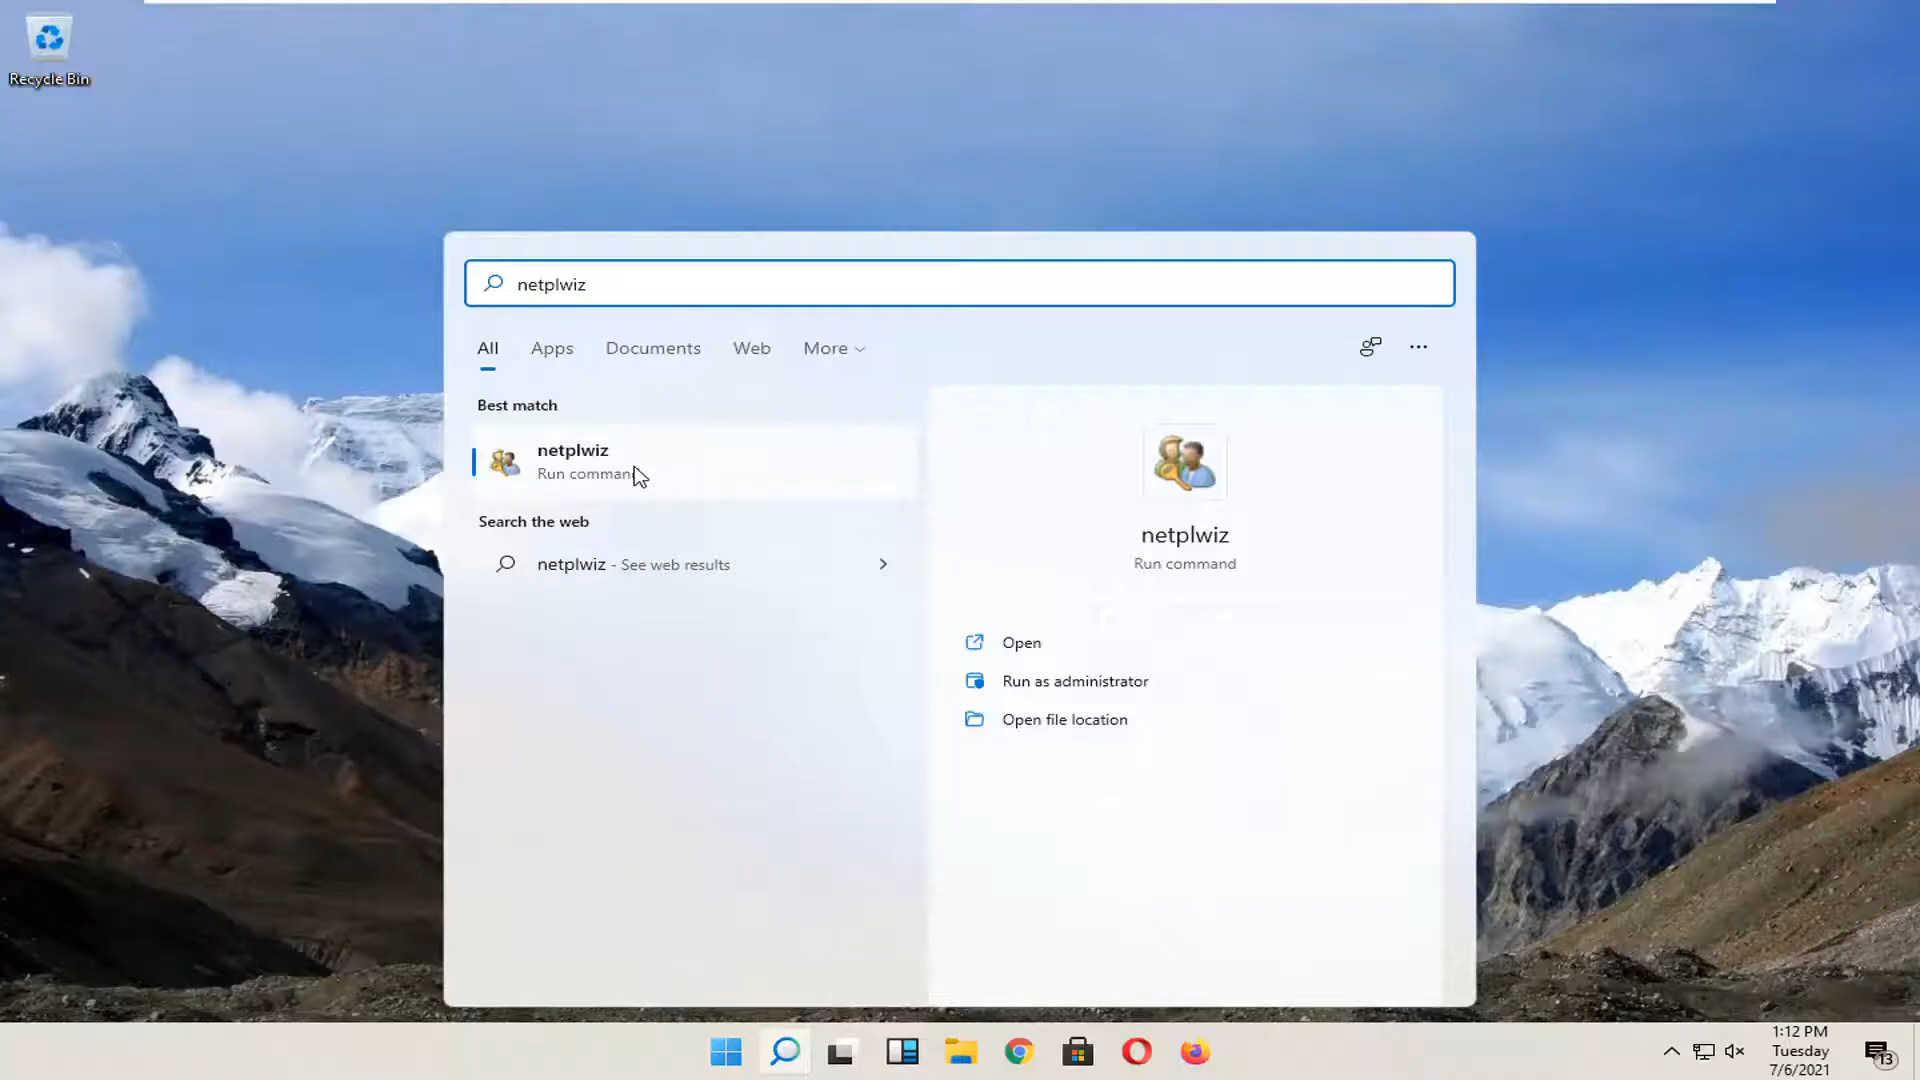 Recycle Bin
netplwiz
All Apps Documents Web More
Best match
netplwiz
Run command
Search the web
netplwiz - See web results
netplwiz
Run command
Open
Run as administrator
Open file location
1:12 PM
Tuesday
7/6/2021
13